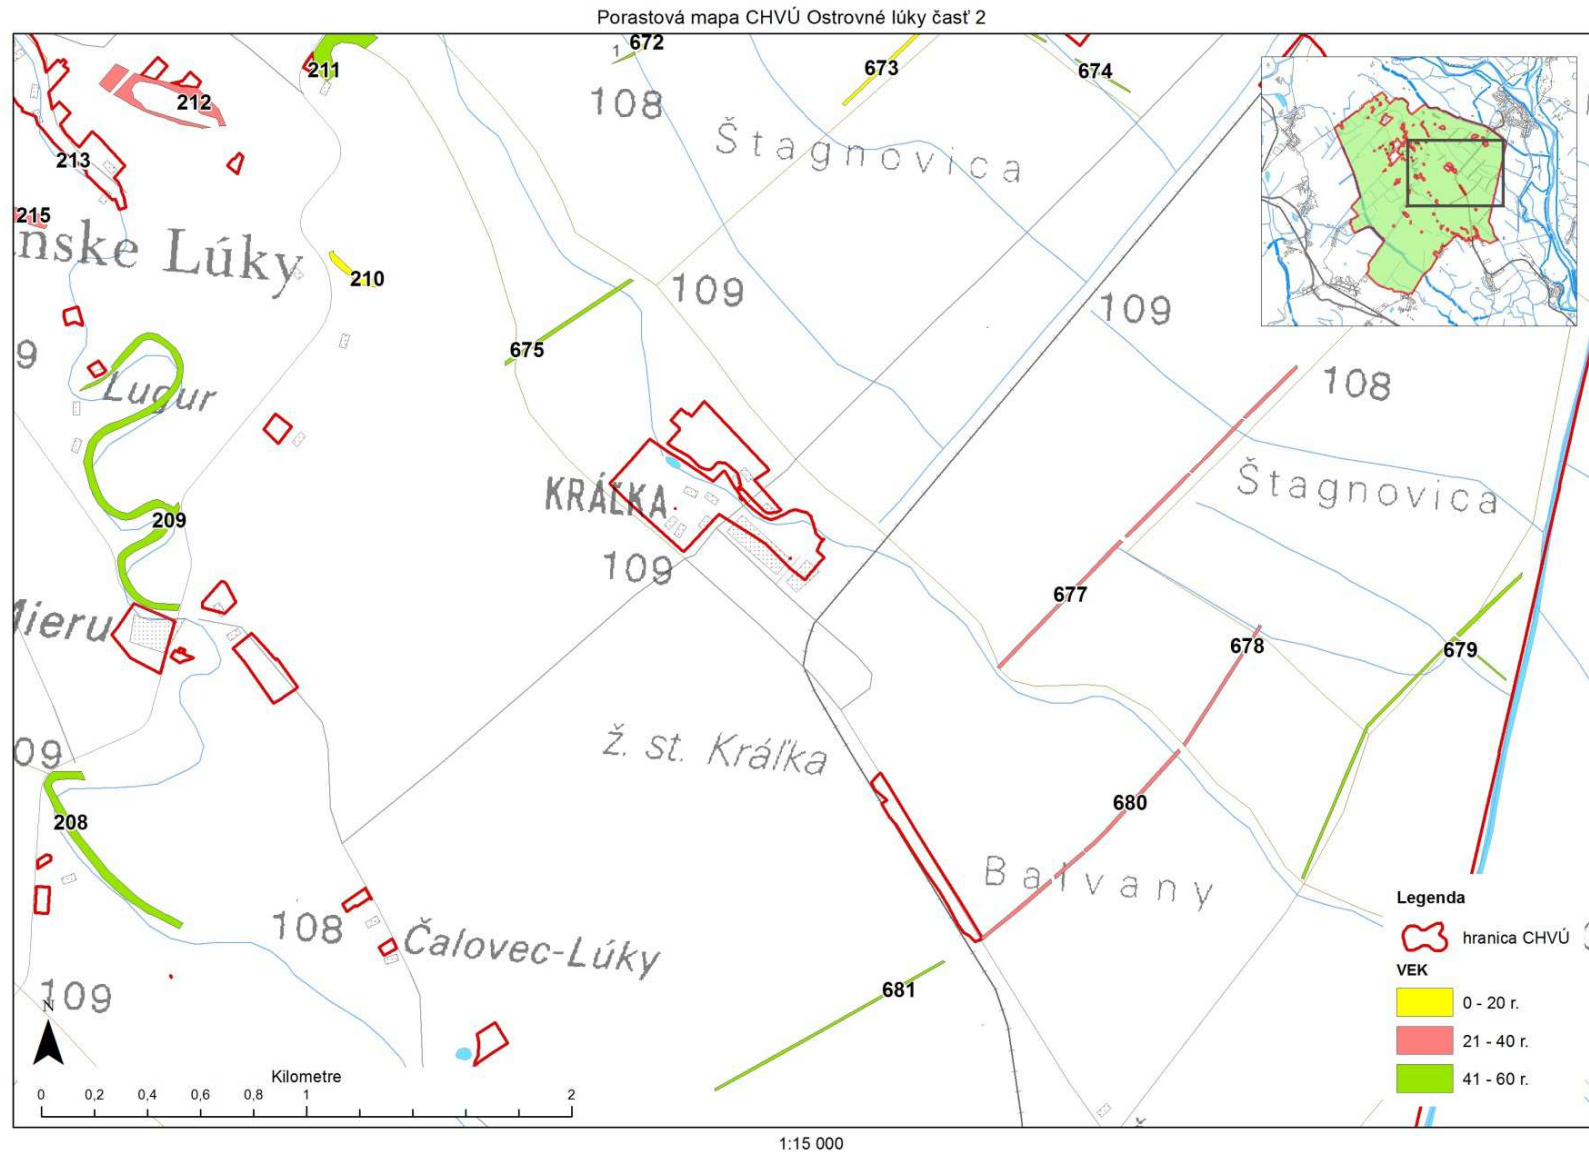 Porastová mapa CHVÚ Ostrovné lúky časť 2
211
1
672
673
674
212
108
Štagnovica
213
215
nske Lúky
210
109
109
675
9
108
Lugur
Štagnovica
KRÁĽKA
209
109
677
Mieru
678
679
09
ž. st. Kráľka
680
208
Balvany
108
Čalovec-Lúky
681
109
N
Legenda
hranica CHVÚ
VEK
0 - 20 r.
21 - 40 r.
41 - 60 r.
Kilometre
0 0,2 0,4 0,6 0,8 1 2
1:15 000